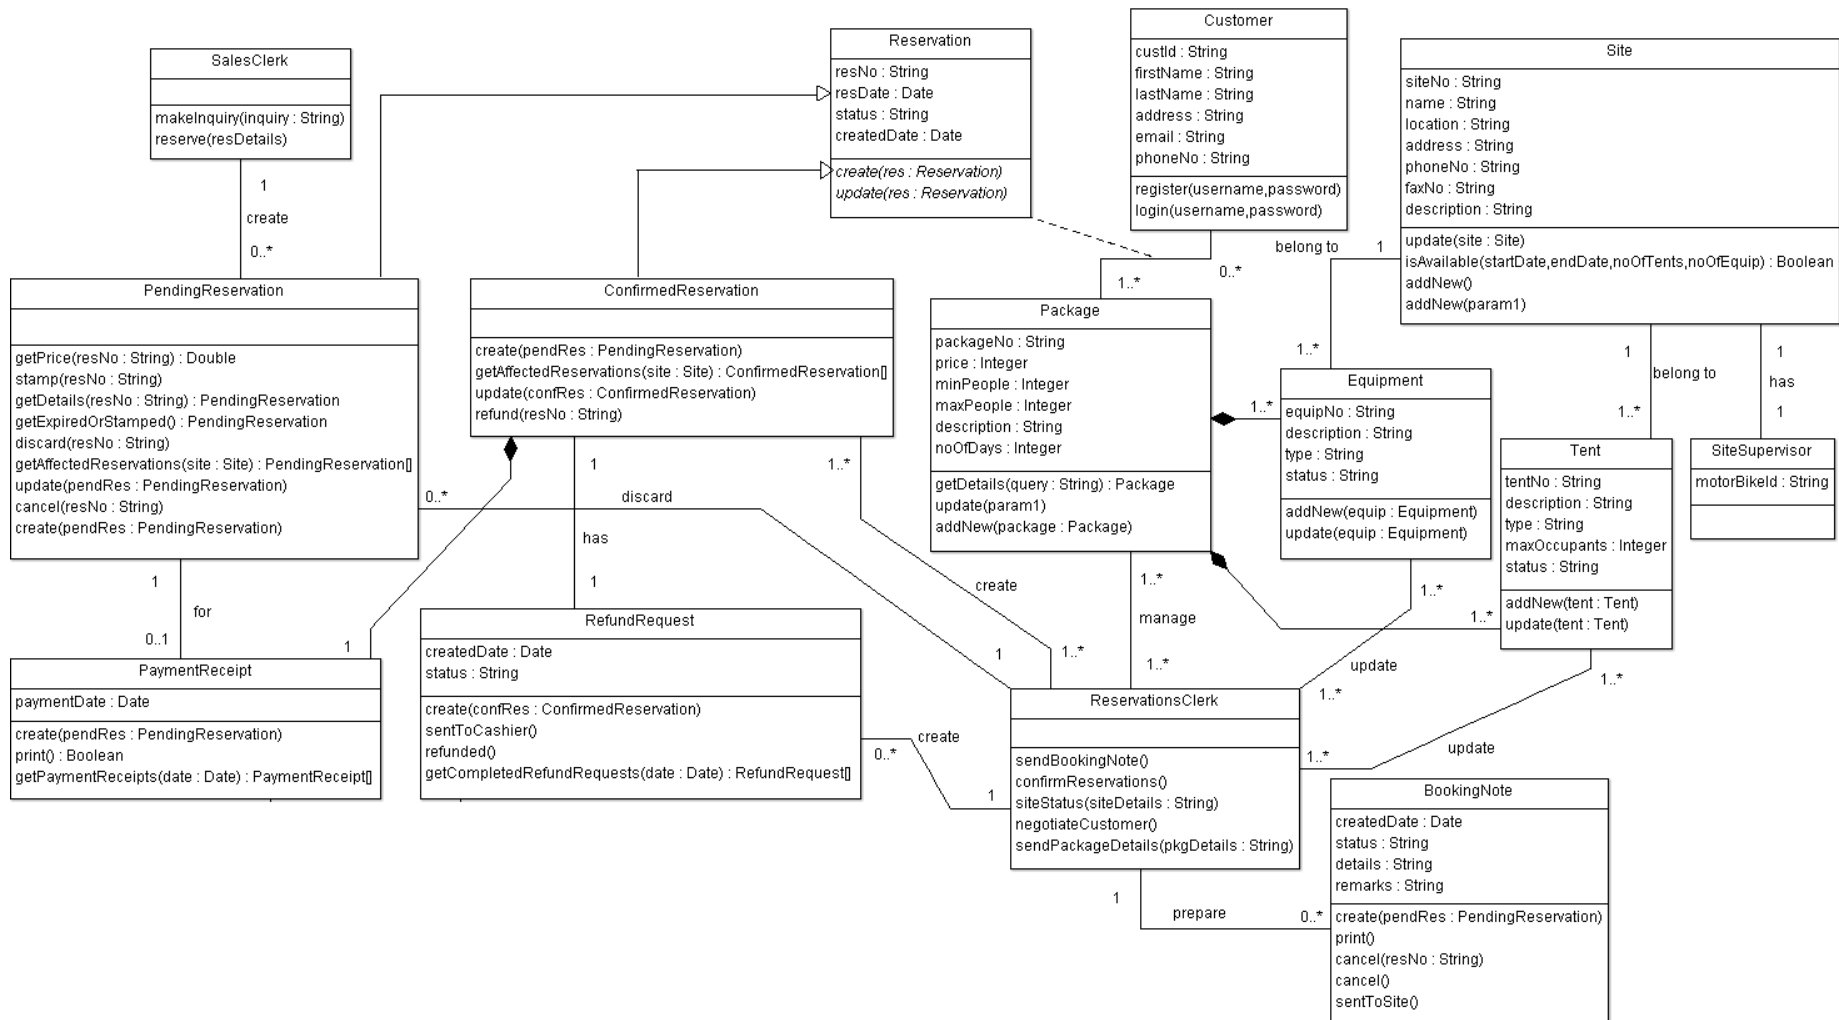 SalesClerk
makeInquiry(inquiry : String)
reserve(resDetails)
1
create
0..*
Reservation
resNo : String
resDate : Date
status : String
createdDate : Date
create(res : Reservation)
update(res : Reservation)
Customer
custId : String
firstName : String
lastName : String
address : String
email : String
phoneNo : String
register(username,password)
login(username,password)
0..*
1..*
Site
siteNo : String
name : String
location : String
address : String
phoneNo : String
faxNo : String
description : String
update(site : Site)
isAvailable(startDate,endDate,noOfTents,noOfEquip) : Boolean
addNew()
addNew(param1)
belong to
1
1..*
1
belong to
1..*
1
has
1
PendingReservation
getPrice(resNo : String) : Double
stamp(resNo : String)
getDetails(resNo : String) : PendingReservation
getExpiredOrStamped() : PendingReservation
discard(resNo : String)
getAffectedReservations(site : Site) : PendingReservation[]
update(pendRes : PendingReservation)
cancel(resNo : String)
create(pendRes : PendingReservation)
ConfirmedReservation
create(pendRes : PendingReservation)
getAffectedReservations(site : Site) : ConfirmedReservation[]
update(confRes : ConfirmedReservation)
refund(resNo : String)
Package
packageNo : String
price : Integer
minPeople : Integer
maxPeople : Integer
description : String
noOfDays : Integer
getDetails(query : String) : Package
update(param1)
addNew(package : Package)
1..*
Equipment
equipNo : String
description : String
type : String
status : String
addNew(equip : Equipment)
update(equip : Equipment)
Tent
tentNo : String
description : String
type : String
maxOccupants : Integer
status : String
addNew(tent : Tent)
update(tent : Tent)
SiteSupervisor
motorBikeId : String
0..*
discard
1
1
has
1
1..*
create
1..*
1..*
manage
1..*
1..*
1..*
update
1..*
1..*
update
1..*
1
for
0..1
1
PaymentReceipt
paymentDate : Date
create(pendRes : PendingReservation)
print() : Boolean
getPaymentReceipts(date : Date) : PaymentReceipt[]
RefundRequest
createdDate : Date
status : String
create(confRes : ConfirmedReservation)
sentToCashier()
refunded()
getCompletedRefundRequests(date : Date) : RefundRequest[]
0..*
create
1
ReservationsClerk
sendBookingNote()
confirmReservations()
siteStatus(siteDetails : String)
negotiateCustomer()
sendPackageDetails(pkgDetails : String)
1
prepare
0..*
BookingNote
createdDate : Date
status : String
details : String
remarks : String
create(pendRes : PendingReservation)
print()
cancel(resNo : String)
cancel()
sentToSite()